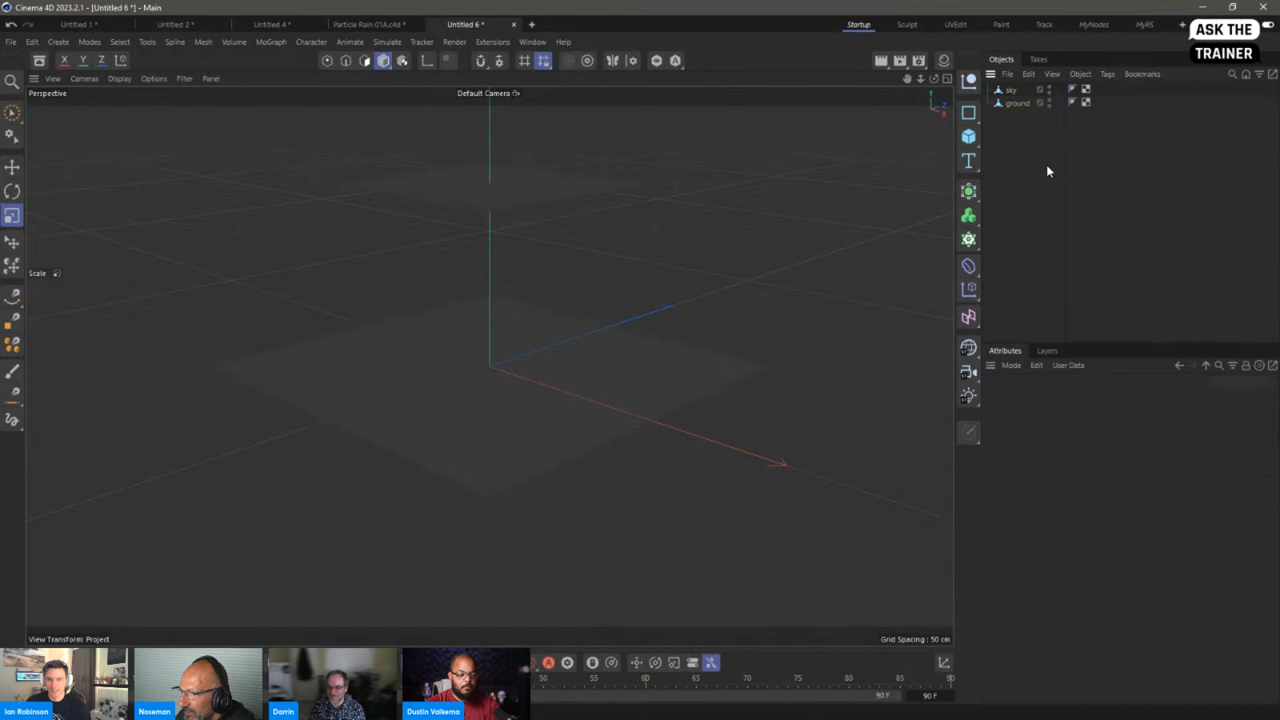 Cinema 4D 2023.2.1 - [Untitled 6 *] - Main
Untitled 1 *
Untitled 2 *
Untitled 4 *
Particle Rain 01A.c4d *
Untitled 6 *
Startup
Sculpt
UVEdit
Paint
Track
MyNodes
MyRS
ASK THE
TRAINER
File Edit Create Modes Select Tools Spline Mesh Volume MoGraph Character Animate Simulate Tracker Render Extensions Window Help
X Y Z
Objects Takes
View Cameras Display Options Filter Panel
File Edit View Object Tags Bookmarks
Perspective
Default Camera
Y
Z
X
sky
ground
Scale
Attributes Layers
Mode Edit User Data
View Transform: Project
Grid Spacing : 50 cm
50 55 60 65 70 75 80 85 90
90 F
90 F
Ian Robinson
Noseman
Darrin
Dustin Valkema